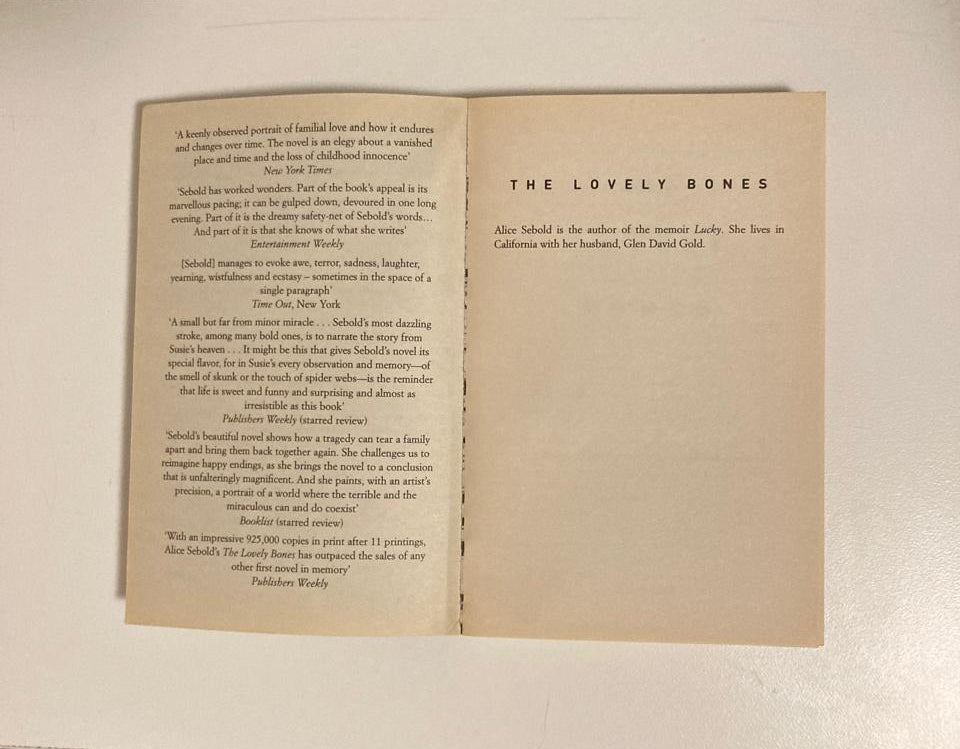 'A keenly observed portrait of familial love and how it endures
and changes over time. The novel is an elegy about a vanished
place and time and the loss of childhood innocence'
New York Times
'Sebold has worked wonders. Part of the book's appeal is its
marvellous pacing; it can be gulped down, devoured in one long
evening. Part of it is the dreamy safety-net of Sebold's words...
And part of it is that she knows of what she writes'
Entertainment Weekly
[Sebold] manages to evoke awe, terror, sadness, laughter,
yearning, wistfulness and ecstasy – sometimes in the space of a
single paragraph'
Time Out, New York
'A small but far from minor miracle . . . Sebold's most dazzling
stroke, among many bold ones, is to narrate the story from
Susie's heaven . . . It might be this that gives Sebold's novel its
special flavor, for in Susie's every observation and memory—of
the smell of skunk or the touch of spider webs—is the reminder
that life is sweet and funny and surprising and almost as
irresistible as this book'
Publishers Weekly (starred review)
'Sebold's beautiful novel shows how a tragedy can tear a family
apart and bring them back together again. She challenges us to
reimagine happy endings, as she brings the novel to a conclusion
that is unfalteringly magnificent. And she paints, with an artist's
precision, a portrait of a world where the terrible and the
miraculous can and do coexist'
Booklist (starred review)
'With an impressive 925,000 copies in print after 11 printings,
Alice Sebold's The Lovely Bones has outpaced the sales of any
other first novel in memory'
Publishers Weekly
THE LOVELY BONES
Alice Sebold is the author of the memoir Lucky. She lives in
California with her husband, Glen David Gold.